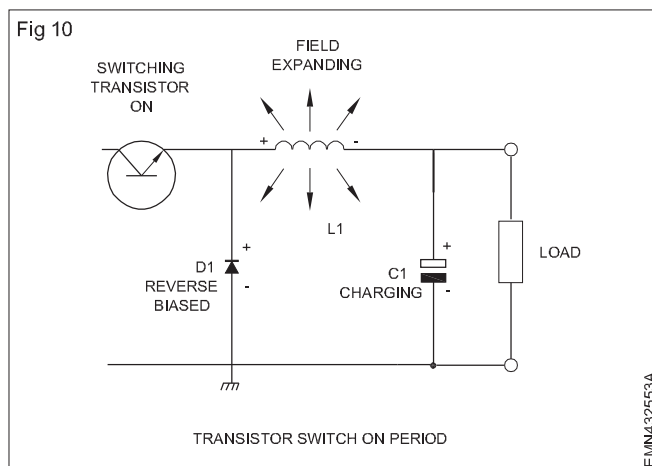 Fig 10
SWITCHING
TRANSISTOR
ON
FIELD
EXPANDING
+
-
L1
D1
REVERSE
BIASED
+
-
C1
CHARGING
+
-
LOAD
TRANSISTOR SWITCH ON PERIOD
EMN432553A